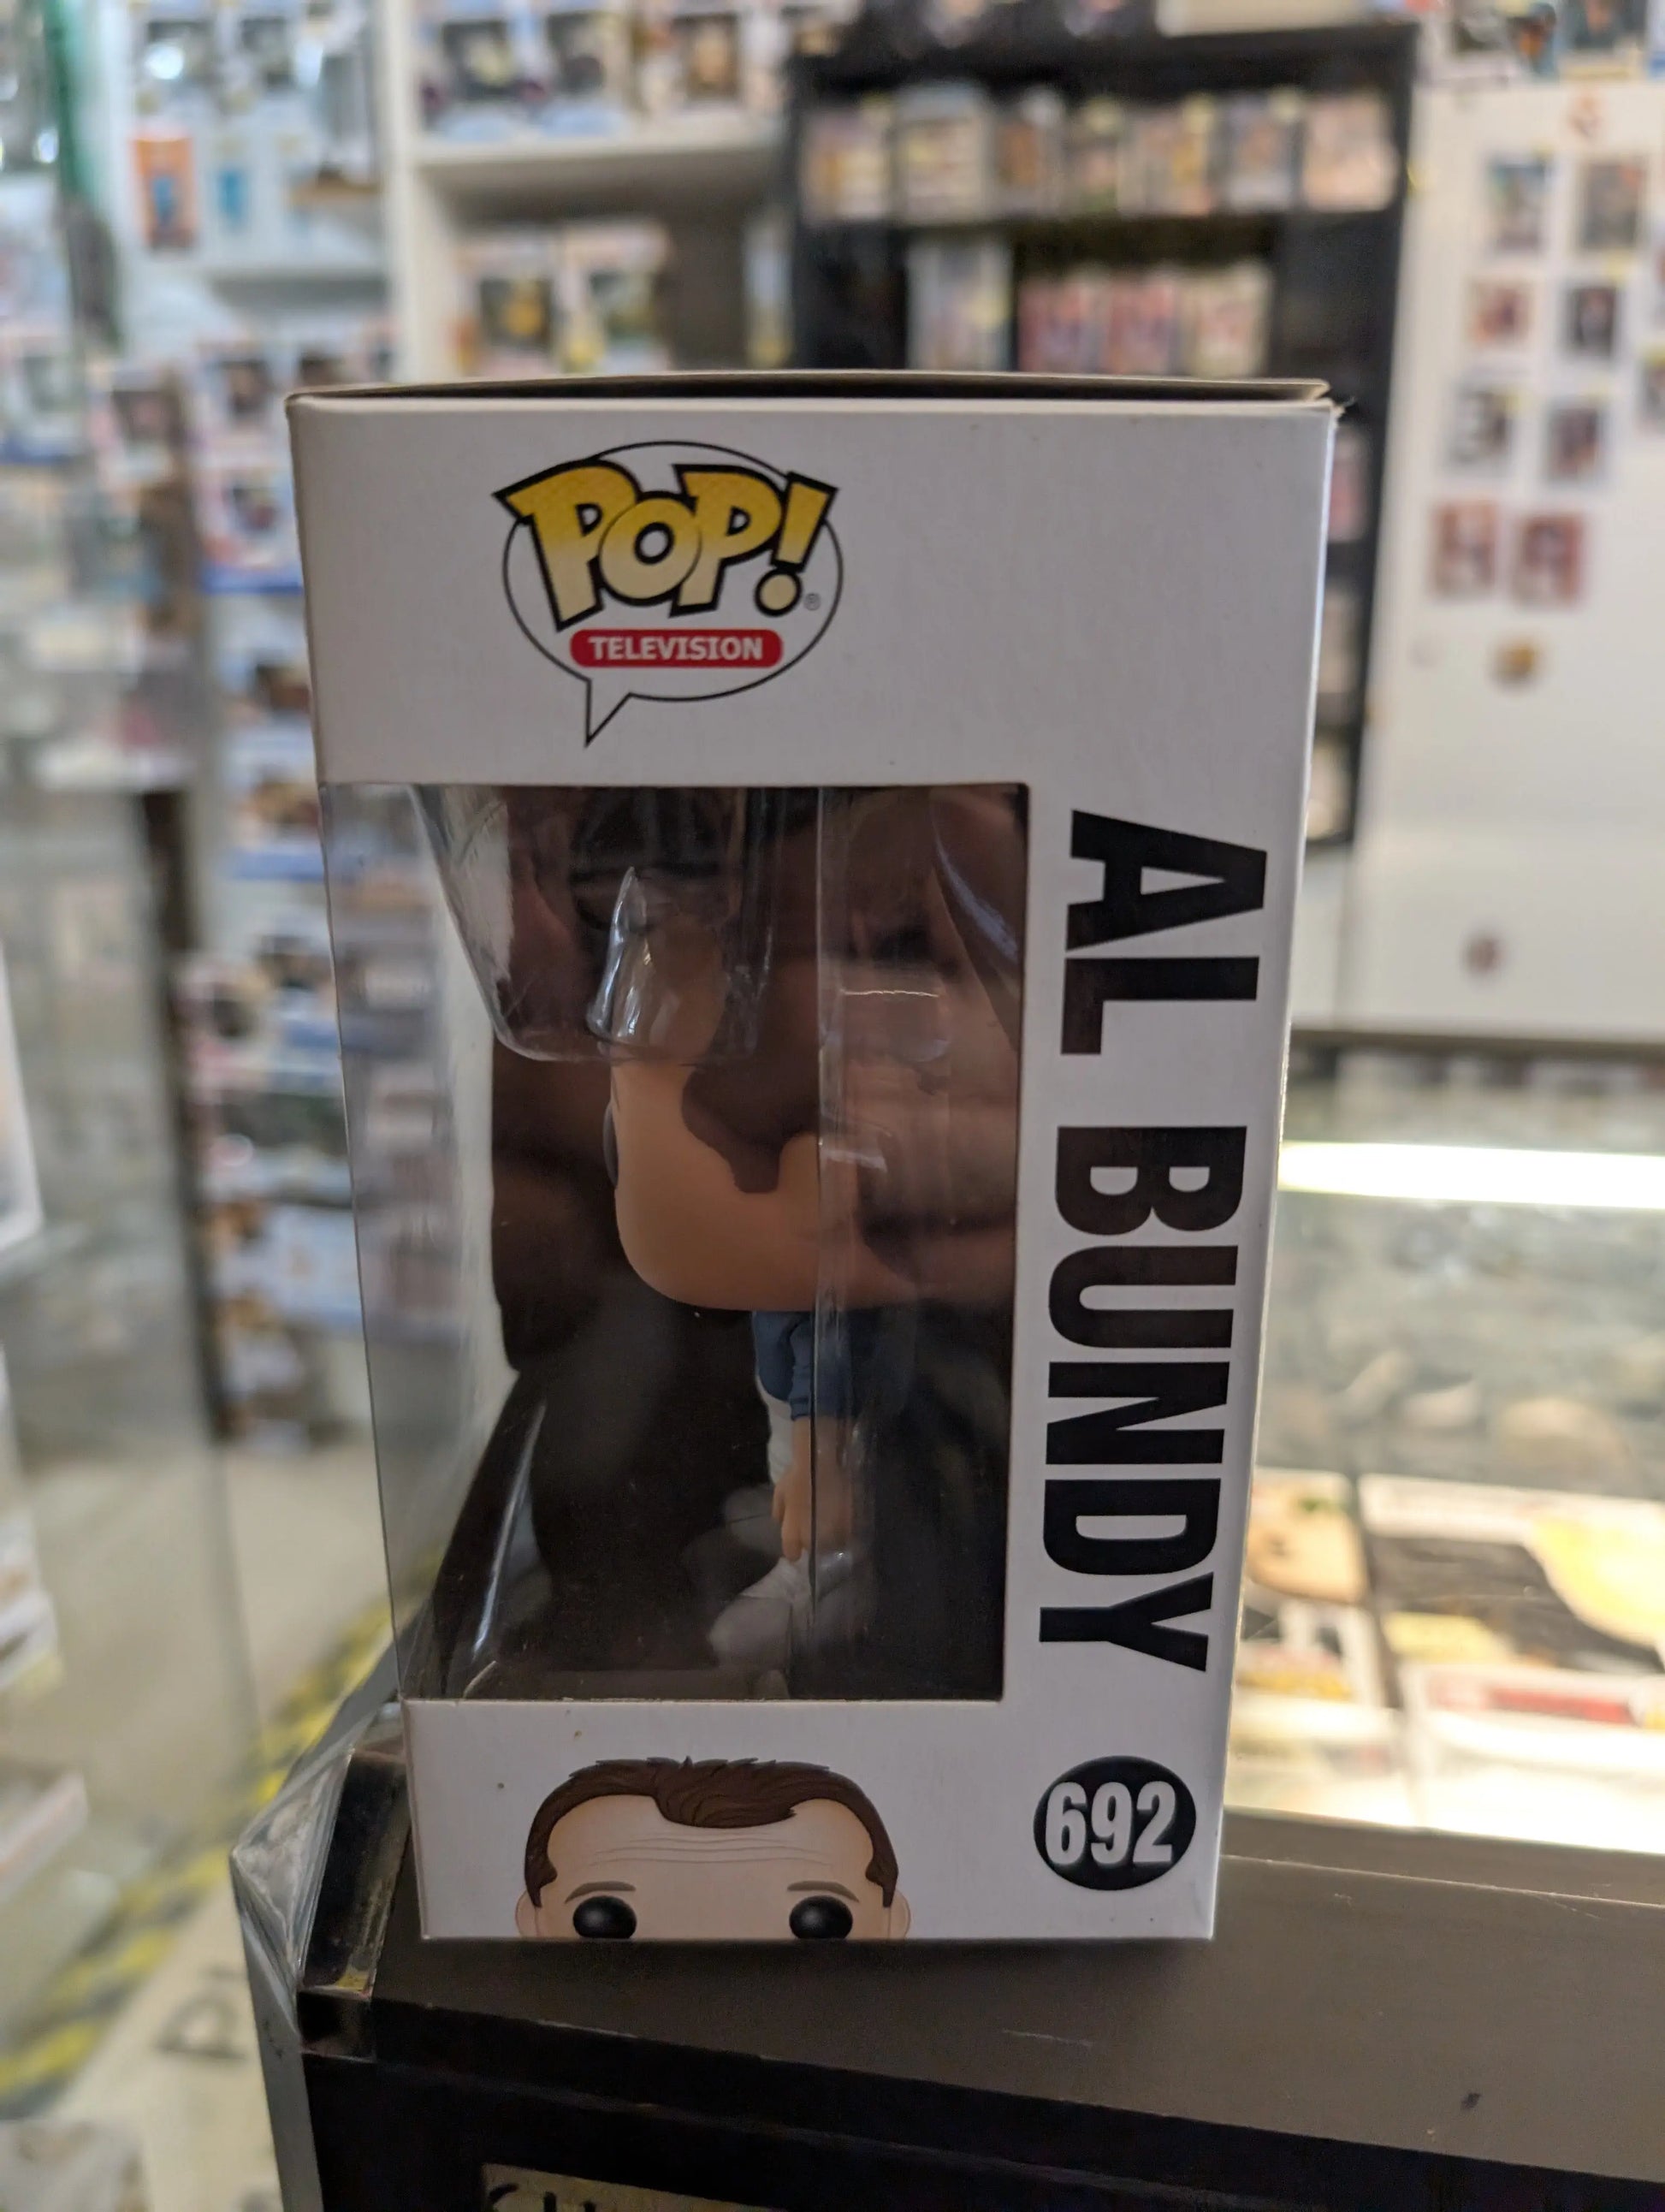 POP!®
TELEVISION
AL BUNDY
692